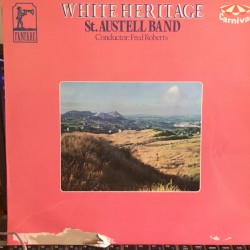 WHITE HERITAGE
St. AUSTELL BAND
Conductor: Fred Roberts
FANFARE
Carnival